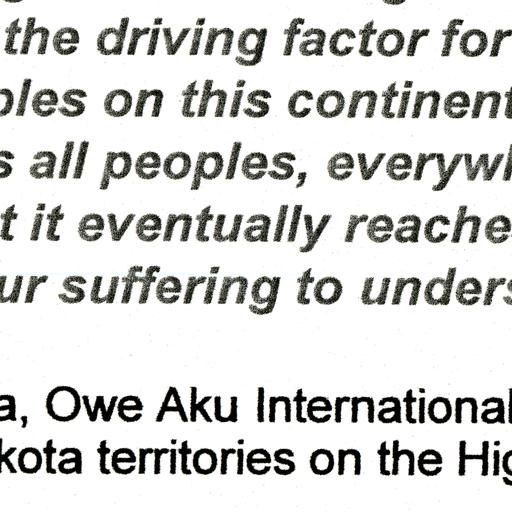 the driving factor for
ples on this continent
s all peoples, everywh
t it eventually reache
ur suffering to unders
a, Owe Aku International
kota territories on the Hig